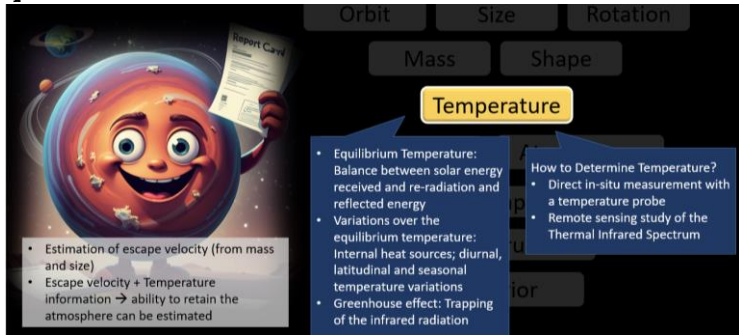 Report Card
Orbit
Size
Rotation
Mass
Shape
Temperature
• Equilibrium Temperature:
Balance between solar energy
received and re-radiation and
reflected energy
• Variations over the
equilibrium temperature:
Internal heat sources; diurnal,
latitudinal and seasonal
temperature variations
• Greenhouse effect: Trapping
of the infrared radiation
How to Determine Temperature?
• Direct in-situ measurement with
a temperature probe
• Remote sensing study of the
Thermal Infrared Spectrum
• Estimation of escape velocity (from mass
and size)
• Escape velocity + Temperature
information → ability to retain the
atmosphere can be estimated